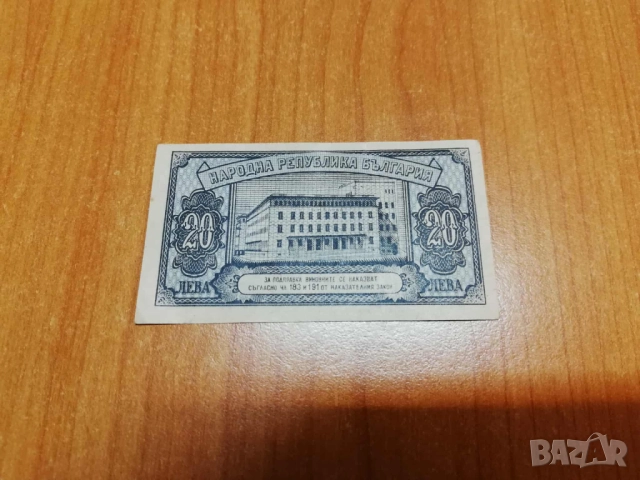 НАРОДНА РЕПУБЛИКА БЪЛГАРИЯ
20
20
ЗА ПОДПРАВКА ВИНОВНИТЕ СЕ НАКАЗВАТ
СЪГЛАСНО ЧЛ 183 И 191 ОТ НАКАЗАТЕЛНИЯ ЗАКОН
ЛЕВА
ЛЕВА
BAZAR